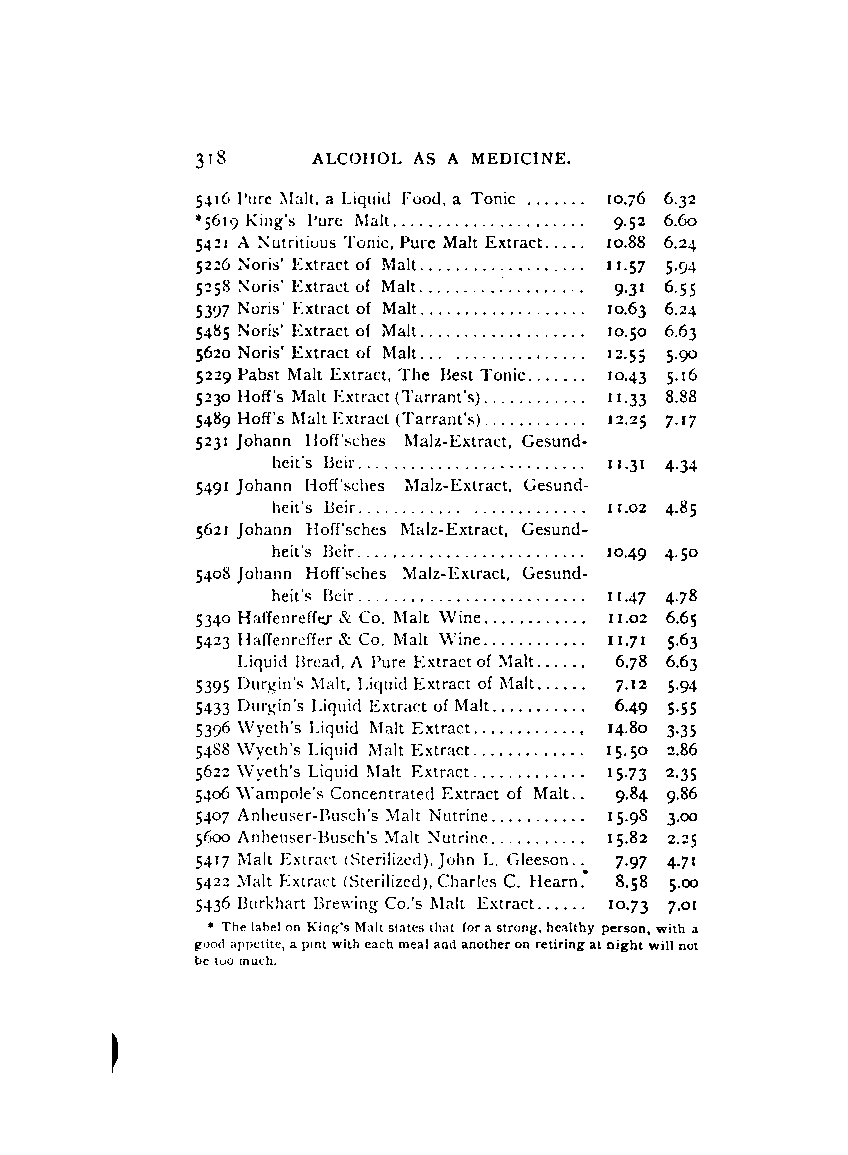 318 ALCOHOL AS A MEDICINE.
5416 Pure Malt, a Liquid Food, a Tonic ....... 10.76 6.32
*5619 King's Pure Malt...................... 9.52 6.60
5421 A Nutritious Tonic, Pure Malt Extract..... 10.88 6.24
5226 Noris' Extract of Malt................... 11.57 5.94
5258 Noris' Extract of Malt................... 9.31 6.55
5397 Noris' Extract of Malt................... 10.63 6.24
5485 Noris' Extract of Malt................... 10.50 6.63
5620 Noris' Extract of Malt... ............... 12.55 5.90
5229 Pabst Malt Extract, The Best Tonic....... 10.43 5.16
5230 Hoff's Malt Extract (Tarrant's)............ 11.33 8.88
5489 Hoff's Malt Extract (Tarrant's)............ 12.25 7.17
5231 Johann Hoff'sches Malz-Extract, Gesund-
heit's Beir.......................... 11.31 4.34
5491 Johann Hoff'sches Malz-Extract, Gesund-
heit's Beir............ ............. 11.02 4.85
5621 Johann Hoff'sches Malz-Extract, Gesund-
heit's Beir.......................... 10.49 4.50
5408 Johann Hoff'sches Malz-Extract, Gesund-
heit's Beir.......................... 11.47 4.78
5340 Haffenreffer & Co. Malt Wine............ 11.02 6.65
5423 Haffenreffer & Co. Malt Wine............ 11.71 5.63
Liquid Bread, A Pure Extract of Malt...... 6.78 6.63
5395 Durgin's Malt, Liquid Extract of Malt...... 7.12 5.94
5433 Durgin's Liquid Extract of Malt........... 6.49 5.55
5396 Wyeth's Liquid Malt Extract............. 14.80 3.35
5488 Wyeth's Liquid Malt Extract............. 15.50 2.86
5622 Wyeth's Liquid Malt Extract............. 15.73 2.35
5406 Wampole's Concentrated Extract of Malt.. 9.84 9.86
5407 Anheuser-Busch's Malt Nutrine........... 15.98 3.00
5600 Anheuser-Busch's Malt Nutrine........... 15.82 2.25
5417 Malt Extract (Sterilized), John L. Gleeson.. 7.97 4.71
5422 Malt Extract (Sterilized), Charles C. Hearn. 8.58 5.00
5436 Burkhart Brewing Co.'s Malt Extract...... 10.73 7.01
* The label on King's Malt states that for a strong, healthy person, with a
good appetite, a pint with each meal and another on retiring at night will not
be too much.